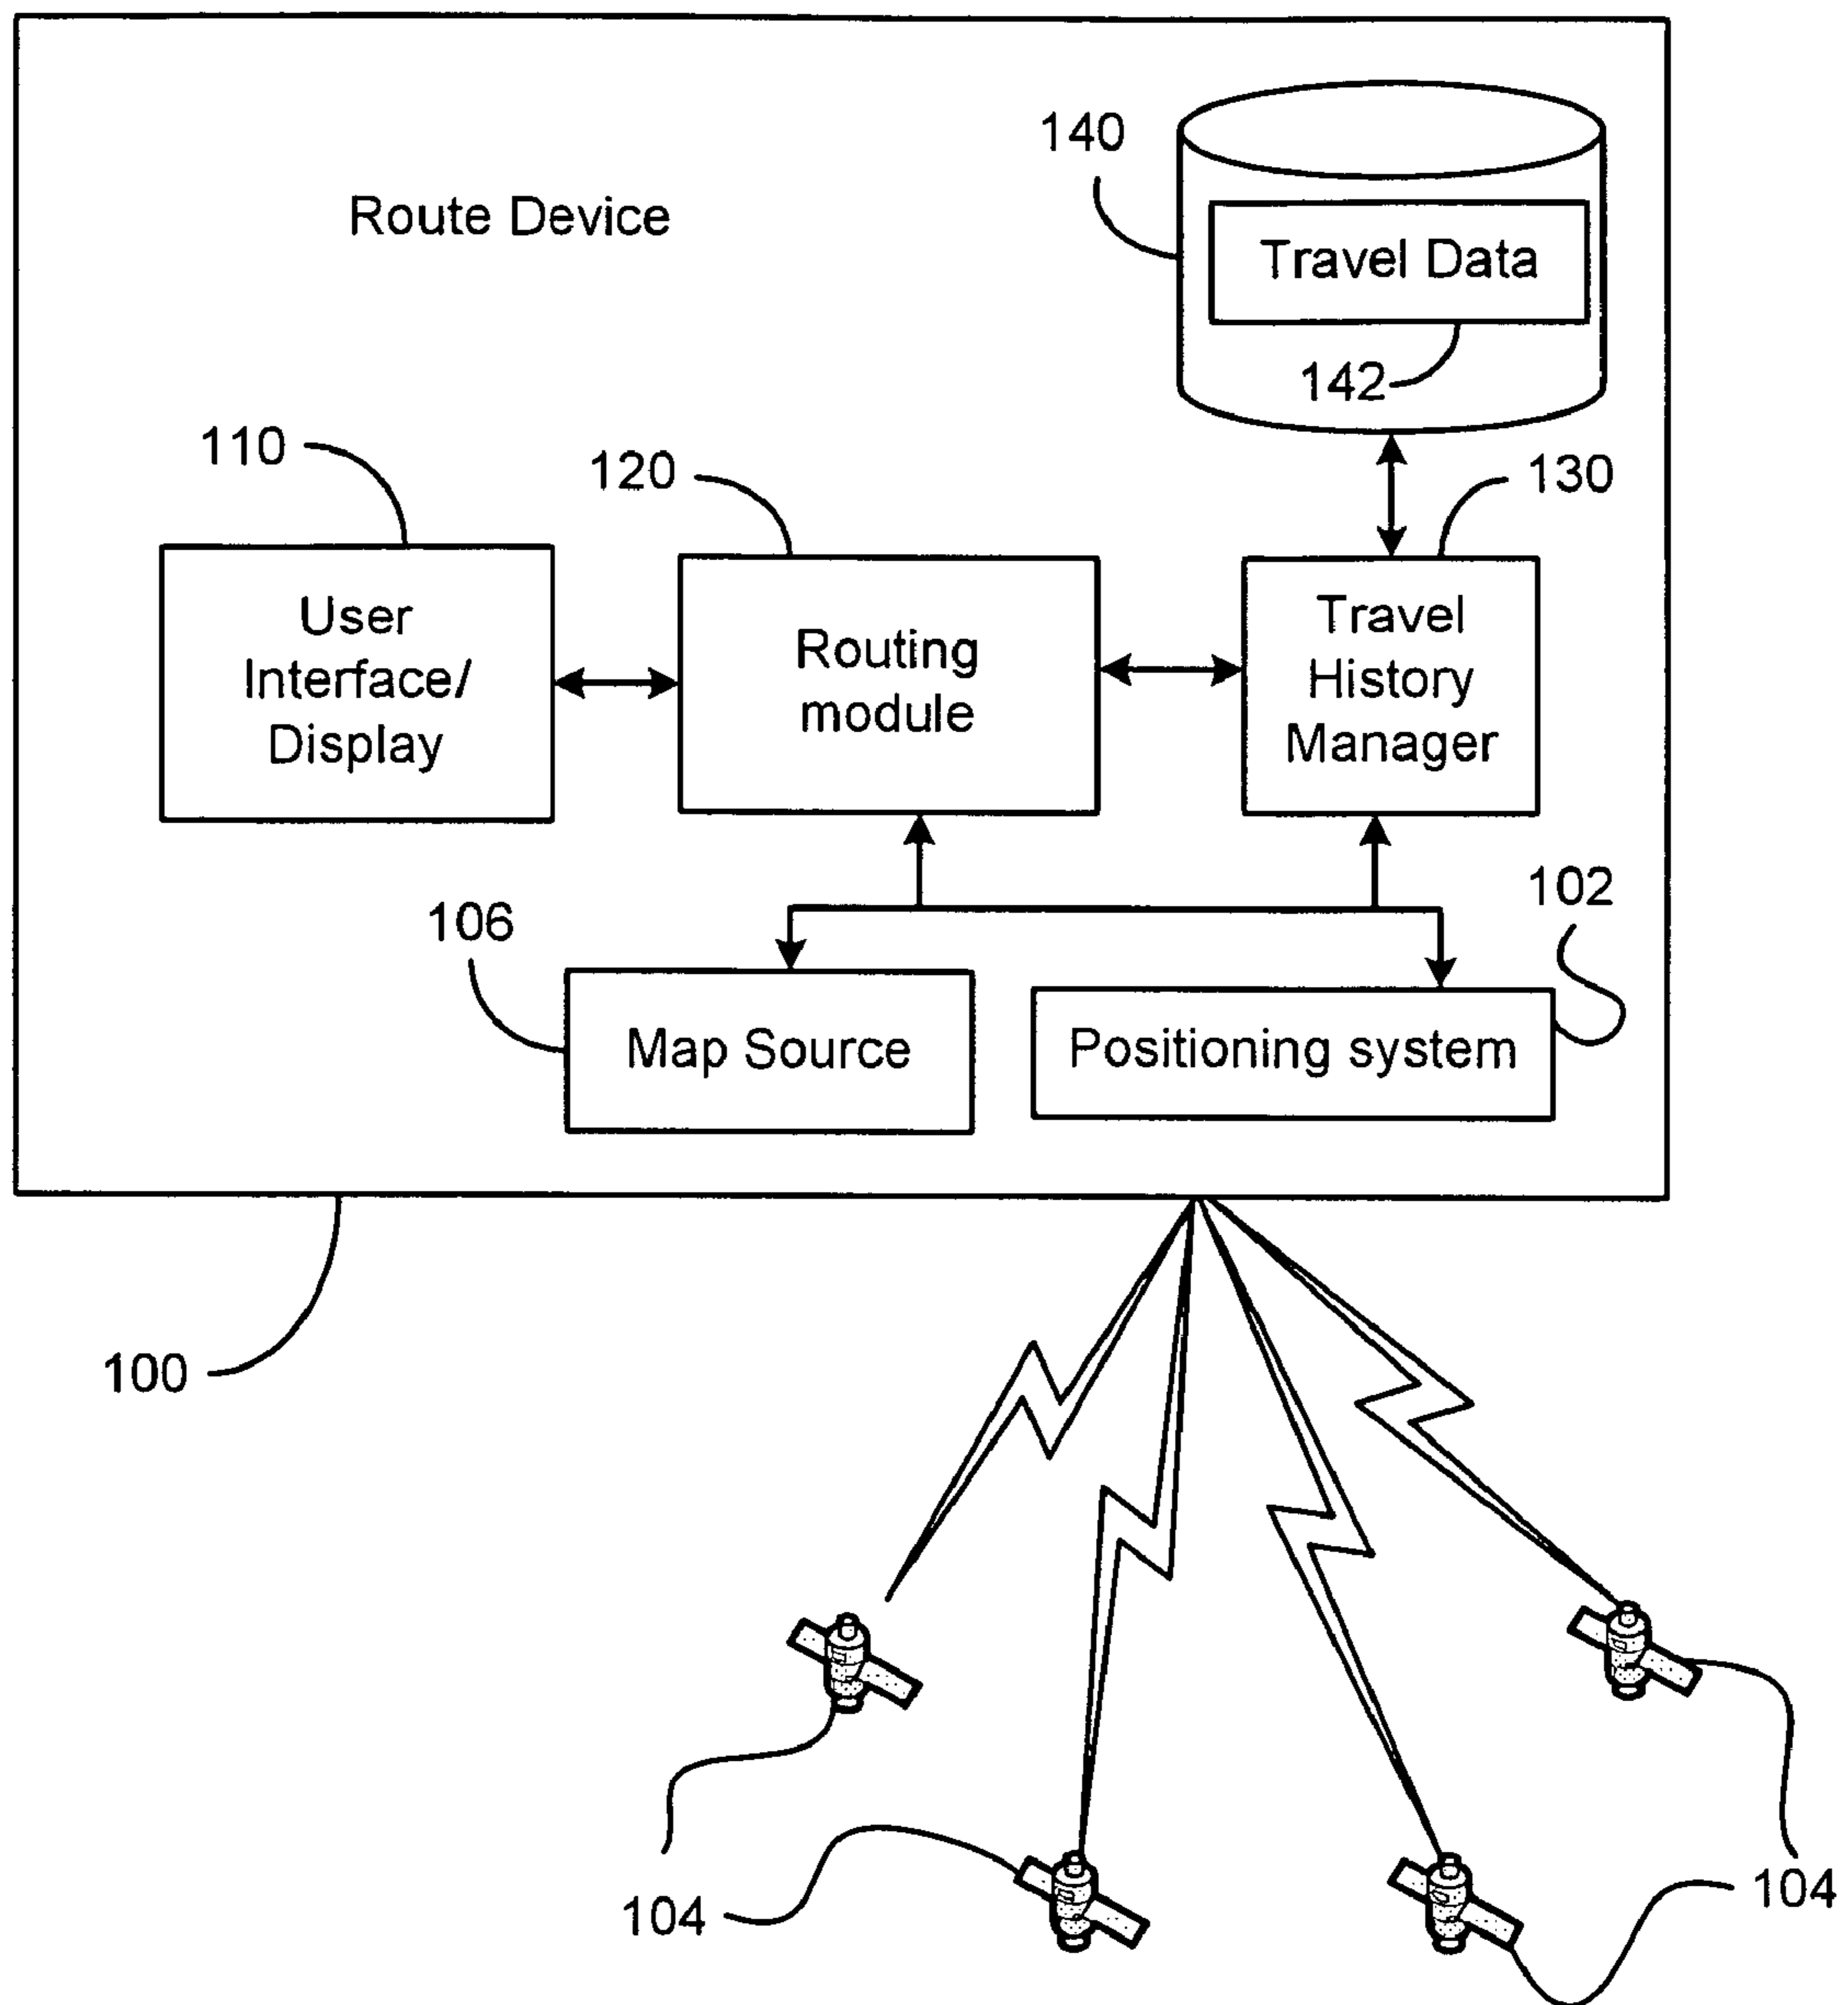 140
Route Device
Travel Data
142
110
120
130
User
Interface/
Display
Routing
module
Travel
History
Manager
102
106
Map Source
Positioning system
100
104
104